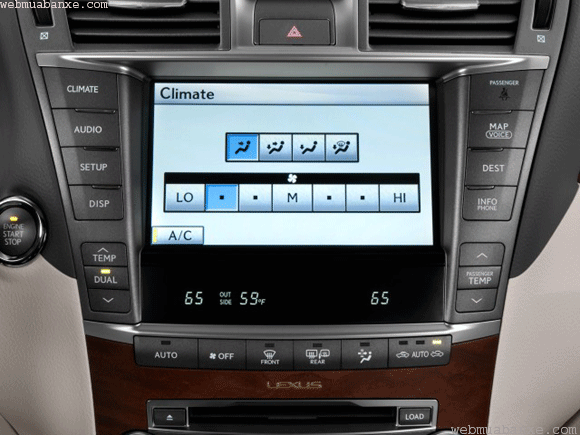 webmuabanxe.com
PASSENGER
CLIMATE
AUDIO
SETUP
DISP
Climate
LO
M
HI
A/C
MAP
VOICE
DEST
INFO
PHONE
ENGINE
START
STOP
TEMP
DUAL
PASSENGER
TEMP
65 OUT SIDE 59°F 65
AUTO
OFF
FRONT
REAR
AUTO
LEXUS
LOAD
webmuabanxe.com